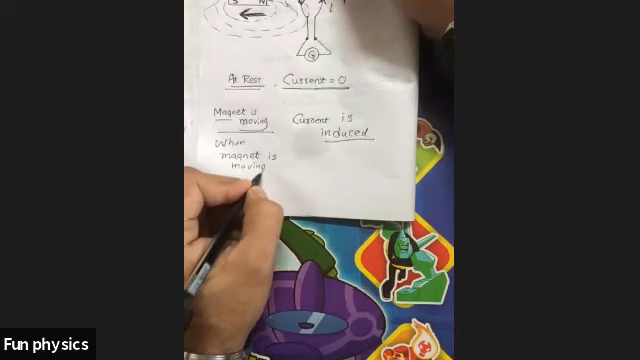 S N
i
G
At Rest Current = 0
Magnet is
moving
Current is
induced
When
magnet is
moving
Fun physics